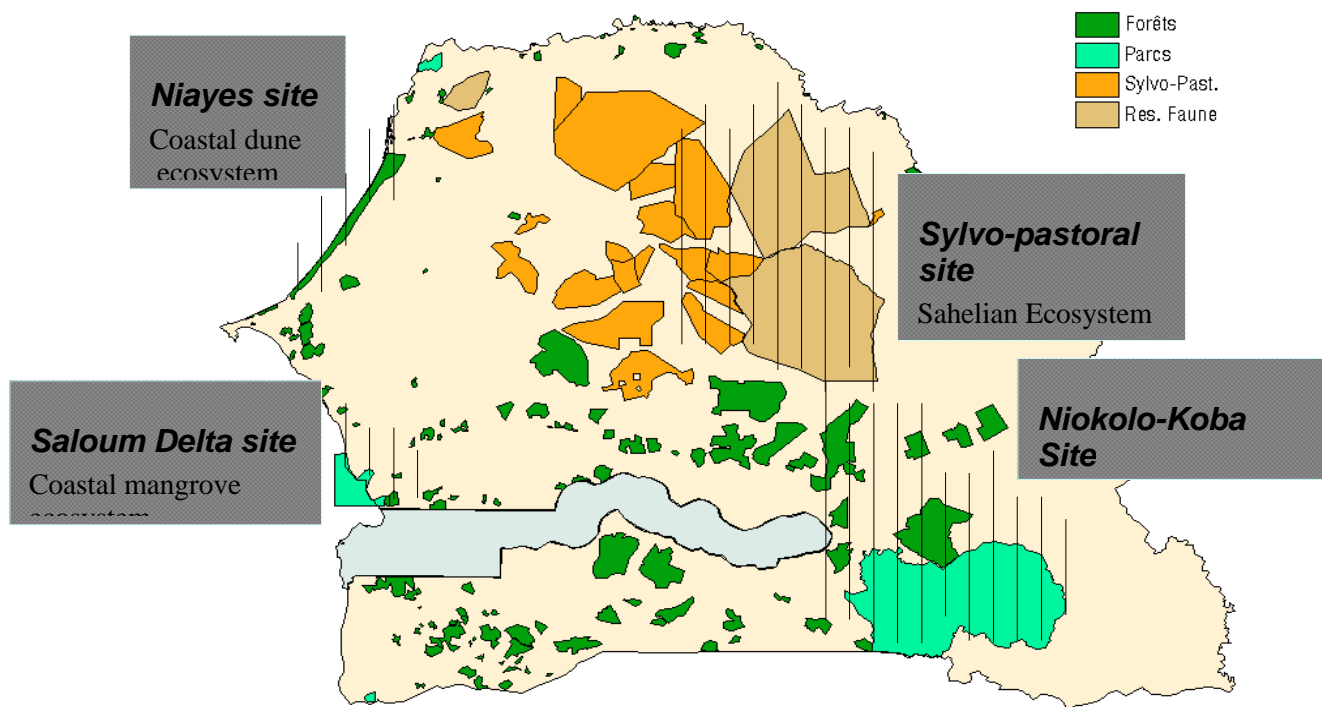 Forêts
Parcs
Sylvo-Past.
Res. Faune
Niayes site
Coastal dune
ecosystem
Sylvo-pastoral
site
Sahelian Ecosystem
Saloum Delta site
Coastal mangrove
ecosystem
Niokolo-Koba
Site